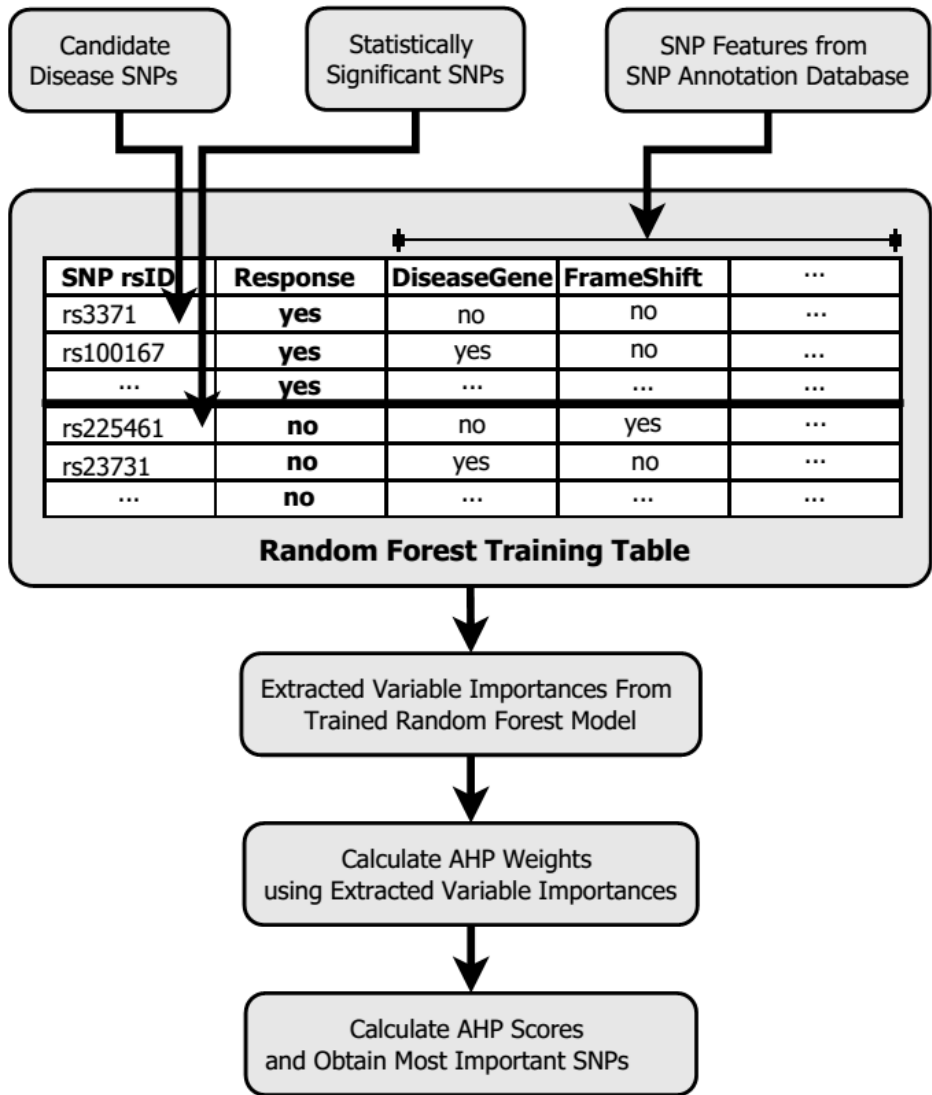 Candidate
Disease SNPs
Statistically
Significant SNPs
SNP Features from
SNP Annotation Database
SNP rsID Response DiseaseGene FrameShift ...
rs3371 yes no no ...
rs100167 yes yes no ...
... yes ... ... ...
rs225461 no no yes ...
rs23731 no yes no ...
... no ... ... ...
Random Forest Training Table
Extracted Variable Importances From
Trained Random Forest Model
Calculate AHP Weights
using Extracted Variable Importances
Calculate AHP Scores
and Obtain Most Important SNPs